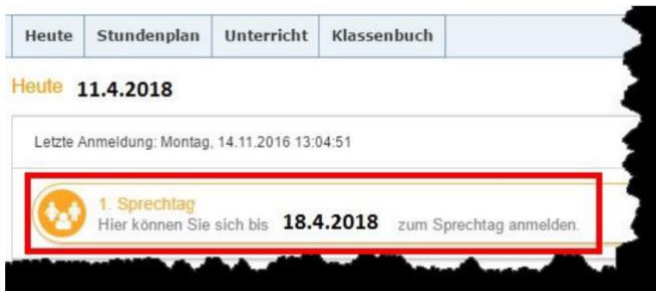 Heute Stundenplan Unterricht Klassenbuch
Heute 11.4.2018
Letzte Anmeldung: Montag, 14.11.2016 13:04:51
1. Sprechtag
Hier können Sie sich bis 18.4.2018 zum Sprechtag anmelden.